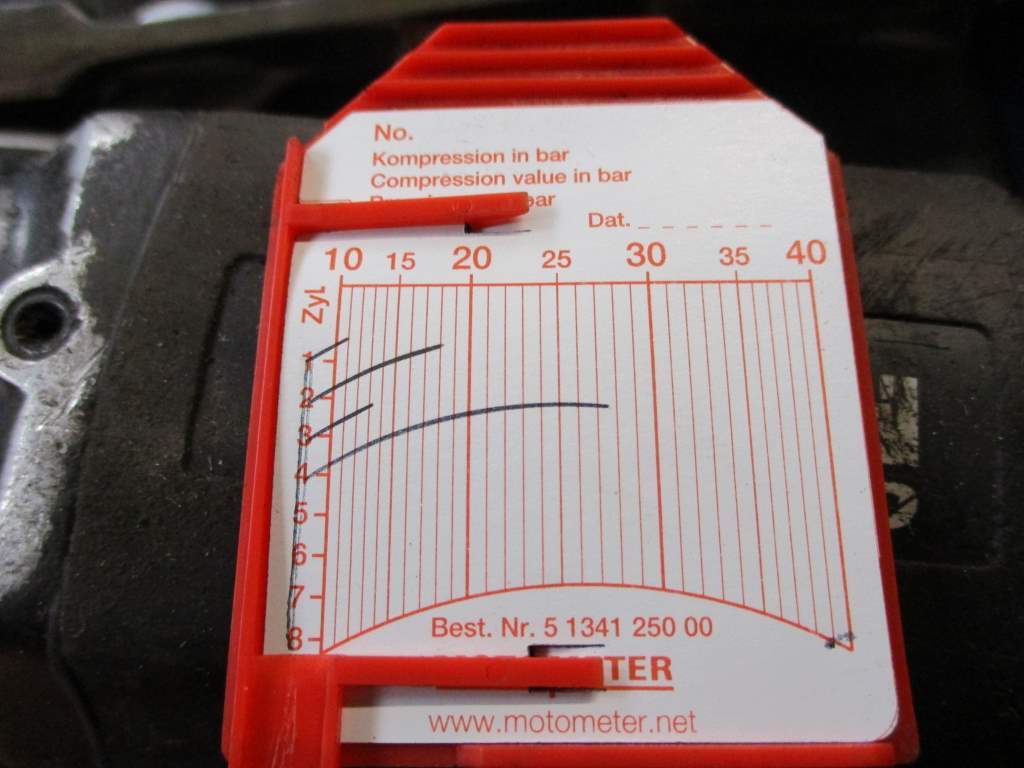 No.
Kompression in bar
Compression value in bar
bar
Dat. _ _ _ _ _ _
10 15 20 25 30 35 40
Zyl
1
2
3
4
5
6
7
8
Best. Nr. 5 1341 250 00
www.motometer.net